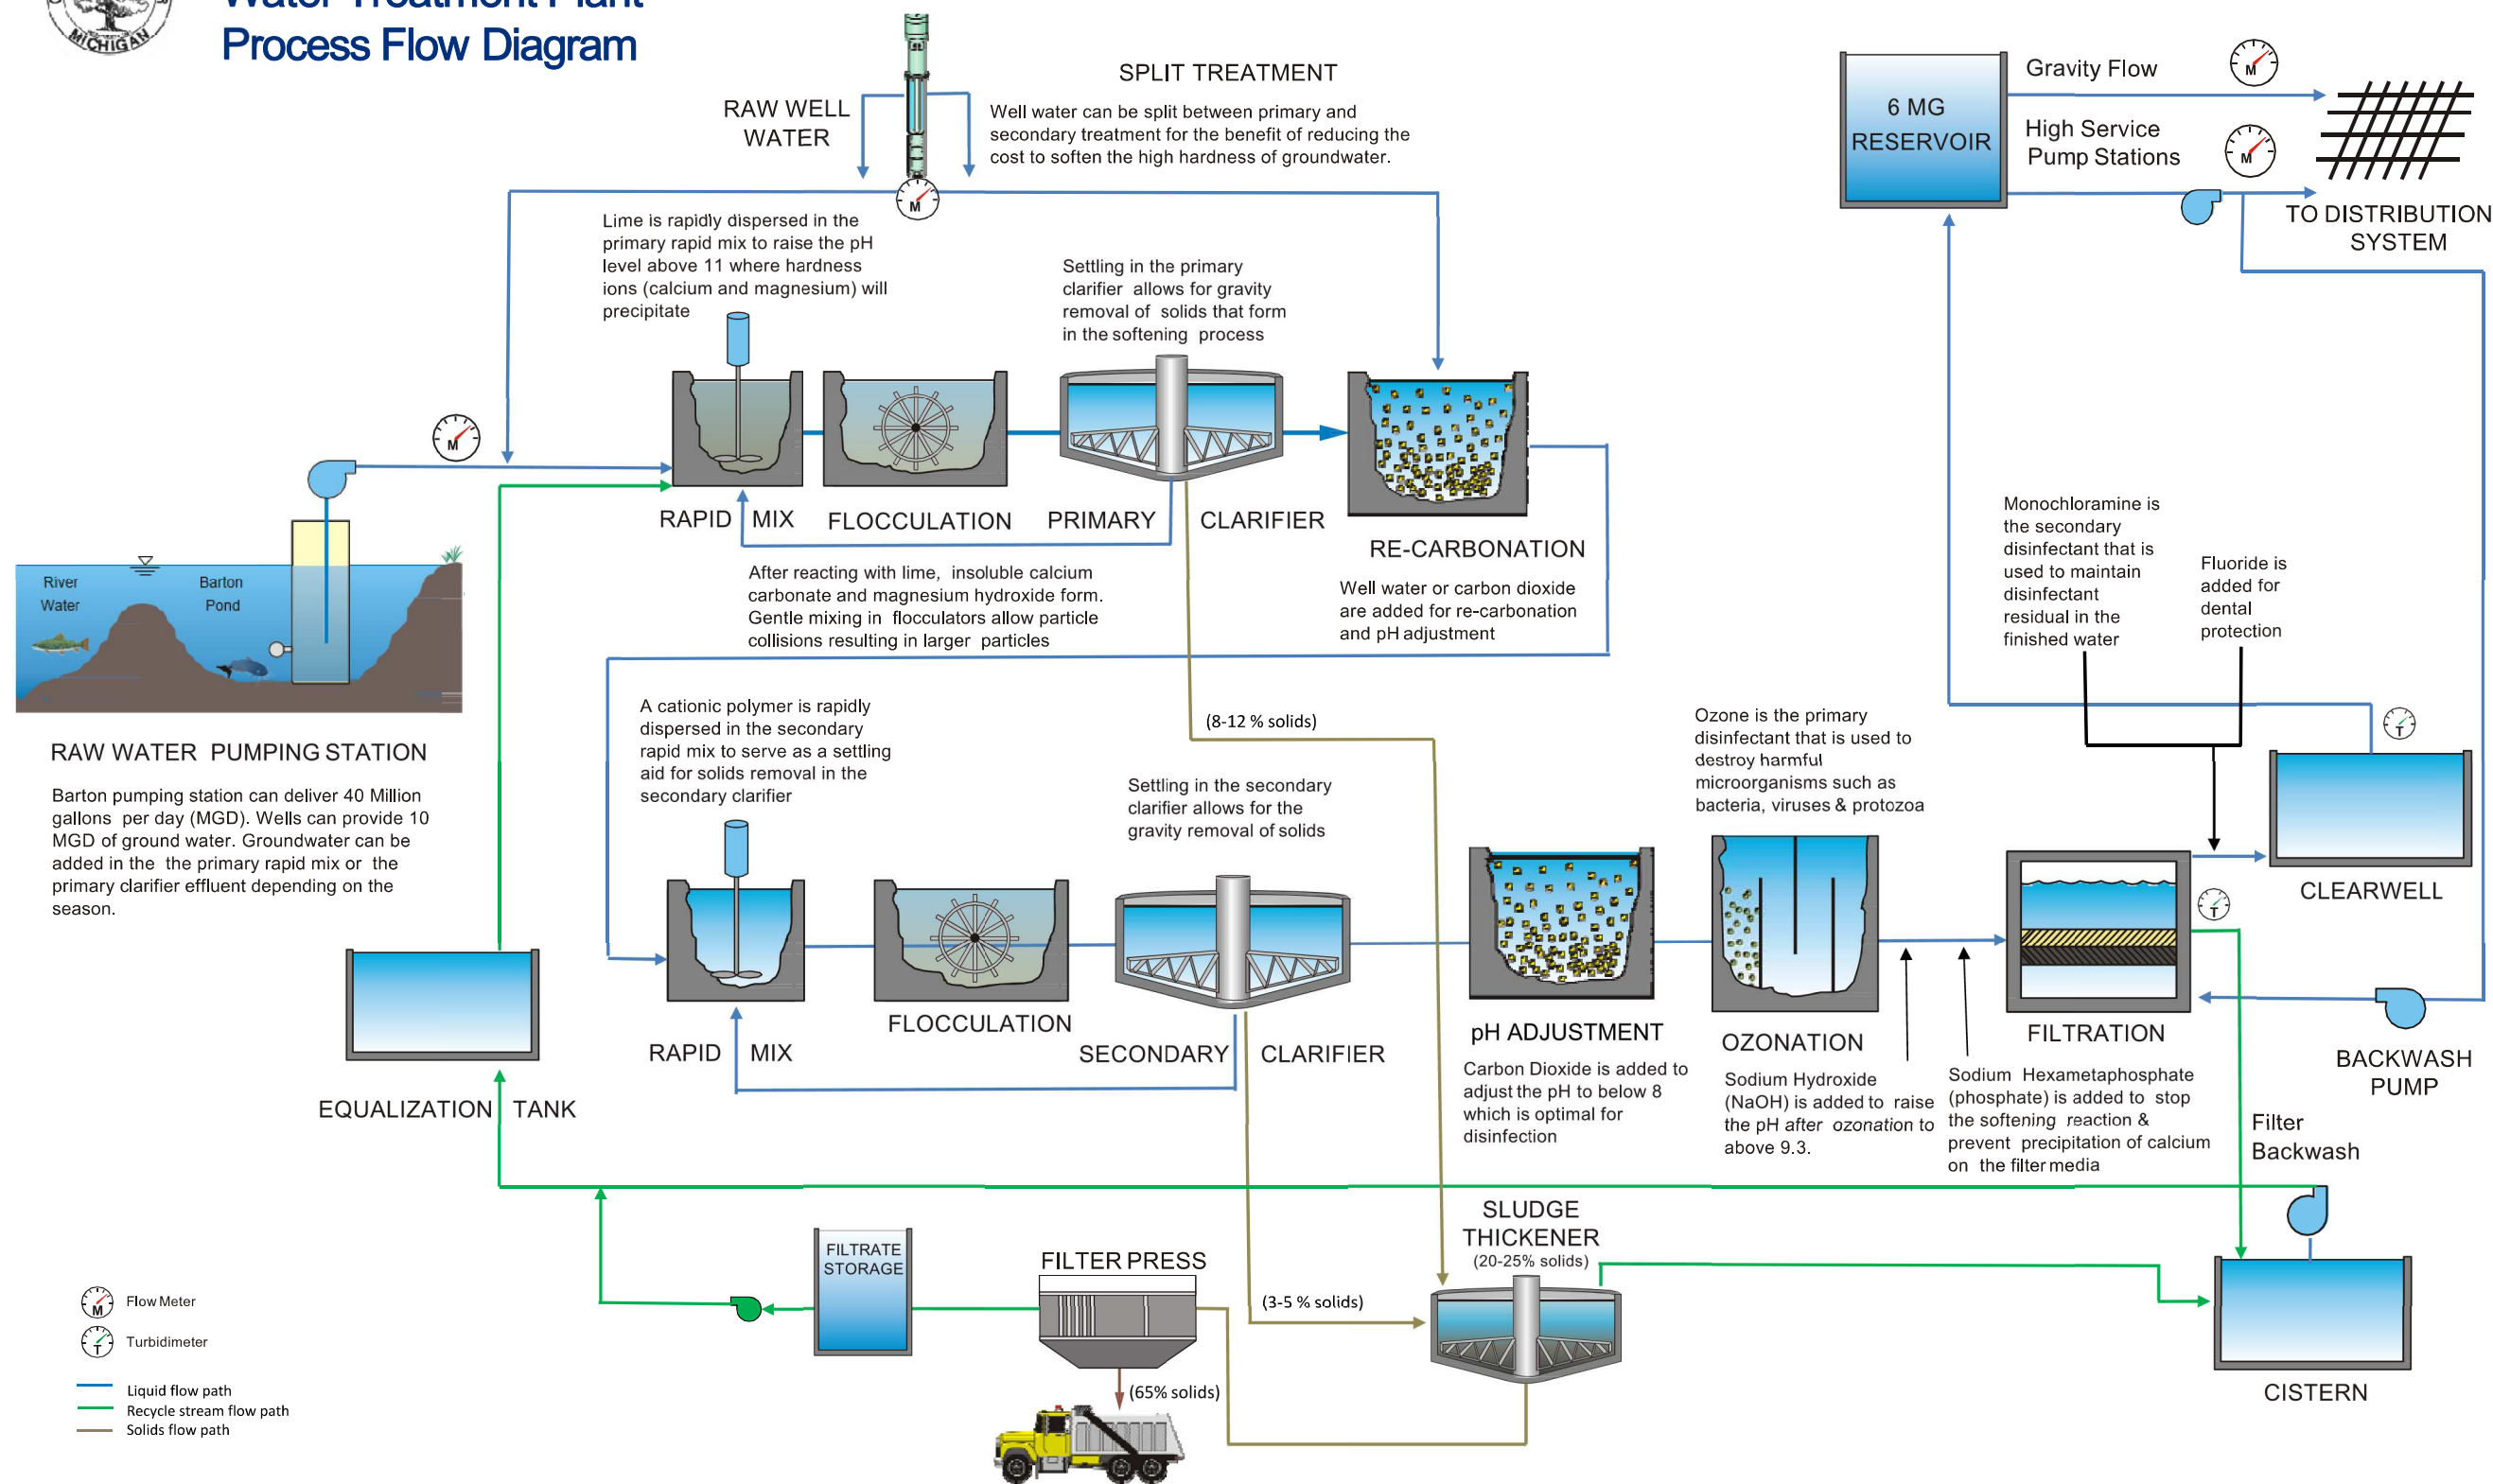 MICHIGAN
Water Treatment Plant
Process Flow Diagram
RAW WELL
WATER
SPLIT TREATMENT
Well water can be split between primary and
secondary treatment for the benefit of reducing the
cost to soften the high hardness of groundwater.
M
6 MG
RESERVOIR
Gravity Flow
M
High Service
Pump Stations
M
TO DISTRIBUTION
SYSTEM
Lime is rapidly dispersed in the
primary rapid mix to raise the pH
level above 11 where hardness
ions (calcium and magnesium) will
precipitate
Settling in the primary
clarifier allows for gravity
removal of solids that form
in the softening process
M
RAPID MIX
FLOCCULATION
PRIMARY CLARIFIER
RE-CARBONATION
After reacting with lime, insoluble calcium
carbonate and magnesium hydroxide form.
Gentle mixing in flocculators allow particle
collisions resulting in larger particles
Well water or carbon dioxide
are added for re-carbonation
and pH adjustment
River
Water
Barton
Pond
RAW WATER PUMPING STATION
Barton pumping station can deliver 40 Million
gallons per day (MGD). Wells can provide 10
MGD of ground water. Groundwater can be
added in the the primary rapid mix or the
primary clarifier effluent depending on the
season.
Monochloramine is
the secondary
disinfectant that is
used to maintain
disinfectant
residual in the
finished water
Fluoride is
added for
dental
protection
A cationic polymer is rapidly
dispersed in the secondary
rapid mix to serve as a settling
aid for solids removal in the
secondary clarifier
(8-12 % solids)
Settling in the secondary
clarifier allows for the
gravity removal of solids
Ozone is the primary
disinfectant that is used to
destroy harmful
microorganisms such as
bacteria, viruses & protozoa
T
CLEARWELL
T
RAPID MIX
FLOCCULATION
SECONDARY CLARIFIER
pH ADJUSTMENT
Carbon Dioxide is added to
adjust the pH to below 8
which is optimal for
disinfection
OZONATION
Sodium Hydroxide
(NaOH) is added to raise
the pH after ozonation to
above 9.3.
FILTRATION
Sodium Hexametaphosphate
(phosphate) is added to stop
the softening reaction &
prevent precipitation of calcium
on the filter media
BACKWASH
PUMP
Filter
Backwash
EQUALIZATION TANK
FILTRATE
STORAGE
FILTER PRESS
(3-5 % solids)
SLUDGE
THICKENER
(20-25% solids)
(65% solids)
CISTERN
M
Flow Meter
T
Turbidimeter
Liquid flow path
Recycle stream flow path
Solids flow path